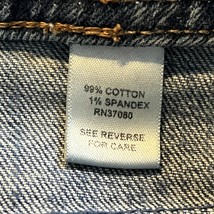 99% COTTON
1% SPANDEX
RN37080
SEE REVERSE
FOR CARE